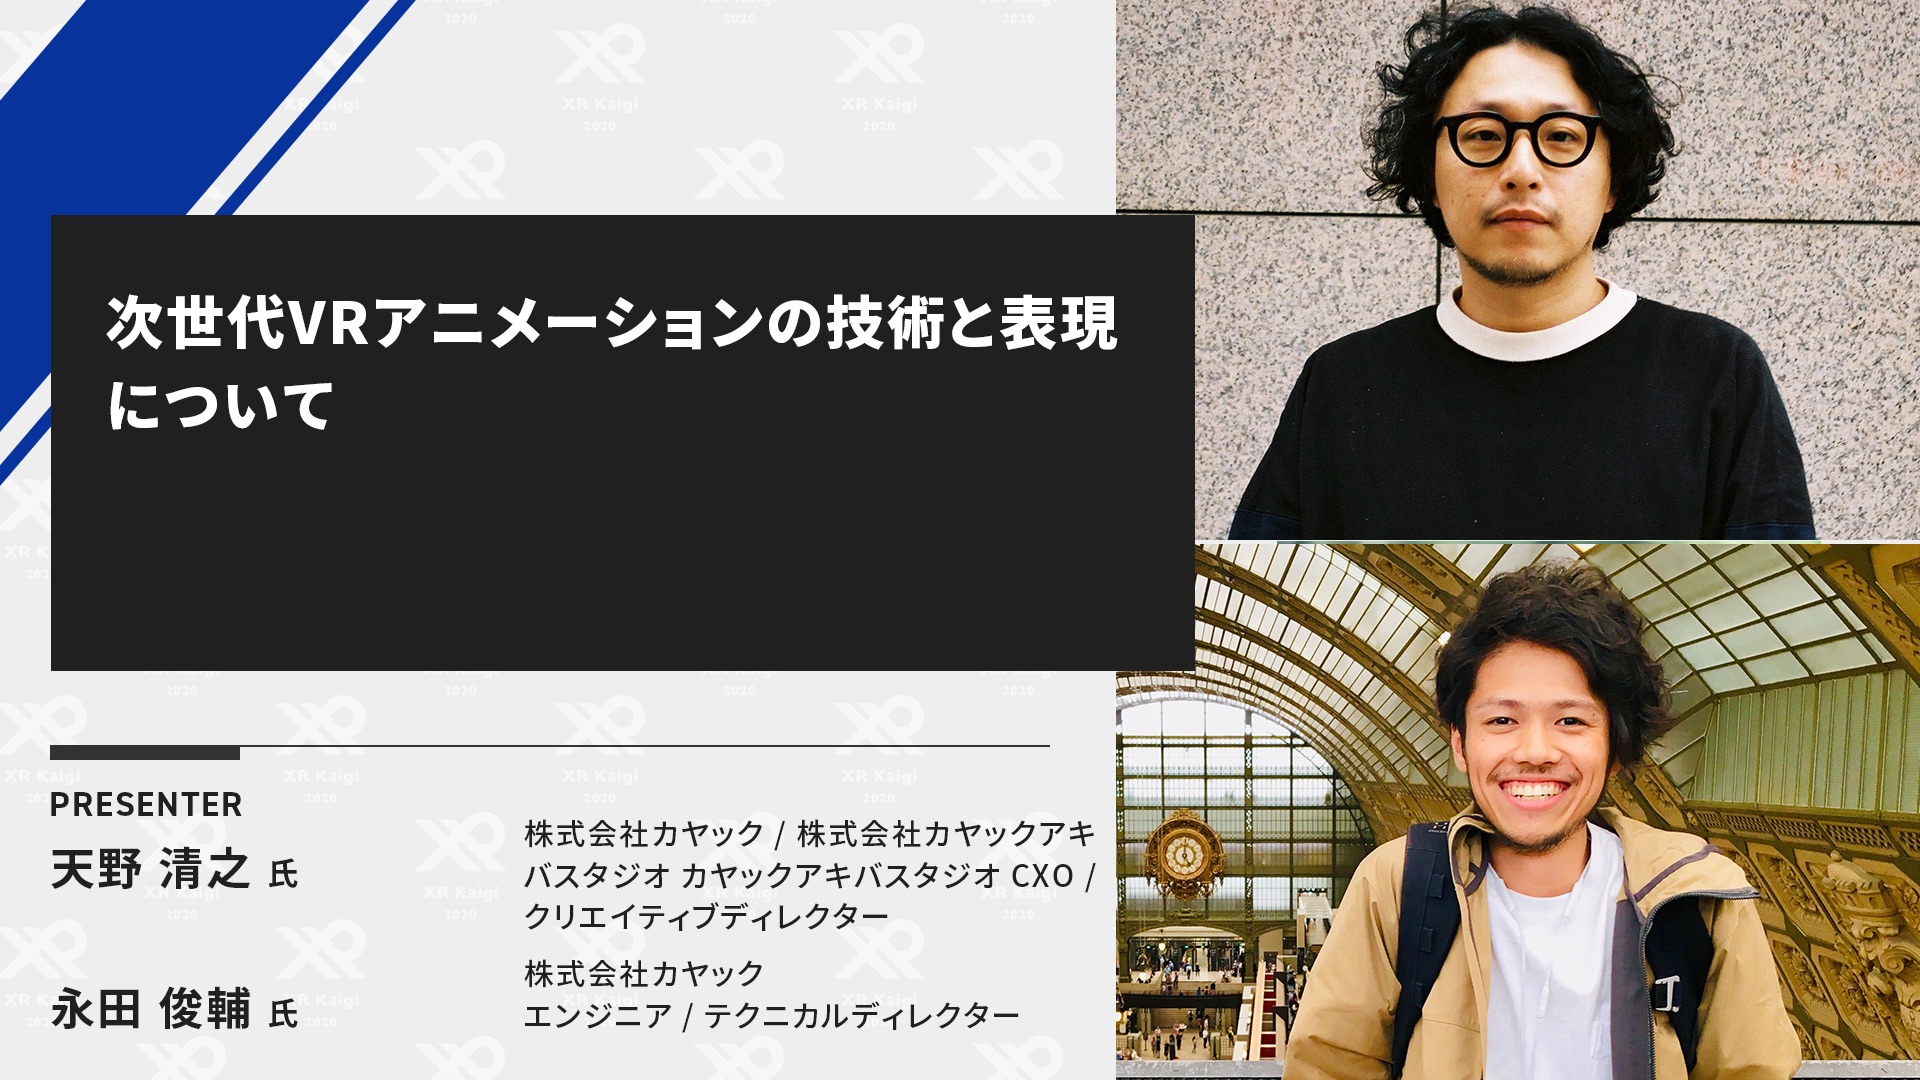 次世代VRアニメーションの技術と表現
について
PRESENTER
天野 清之 氏
株式会社カヤック / 株式会社カヤックアキ
バスタジオ カヤックアキバスタジオ CXO /
クリエイティブディレクター
永田 俊輔 氏
株式会社カヤック
エンジニア / テクニカルディレクター
XR Kaigi
2020